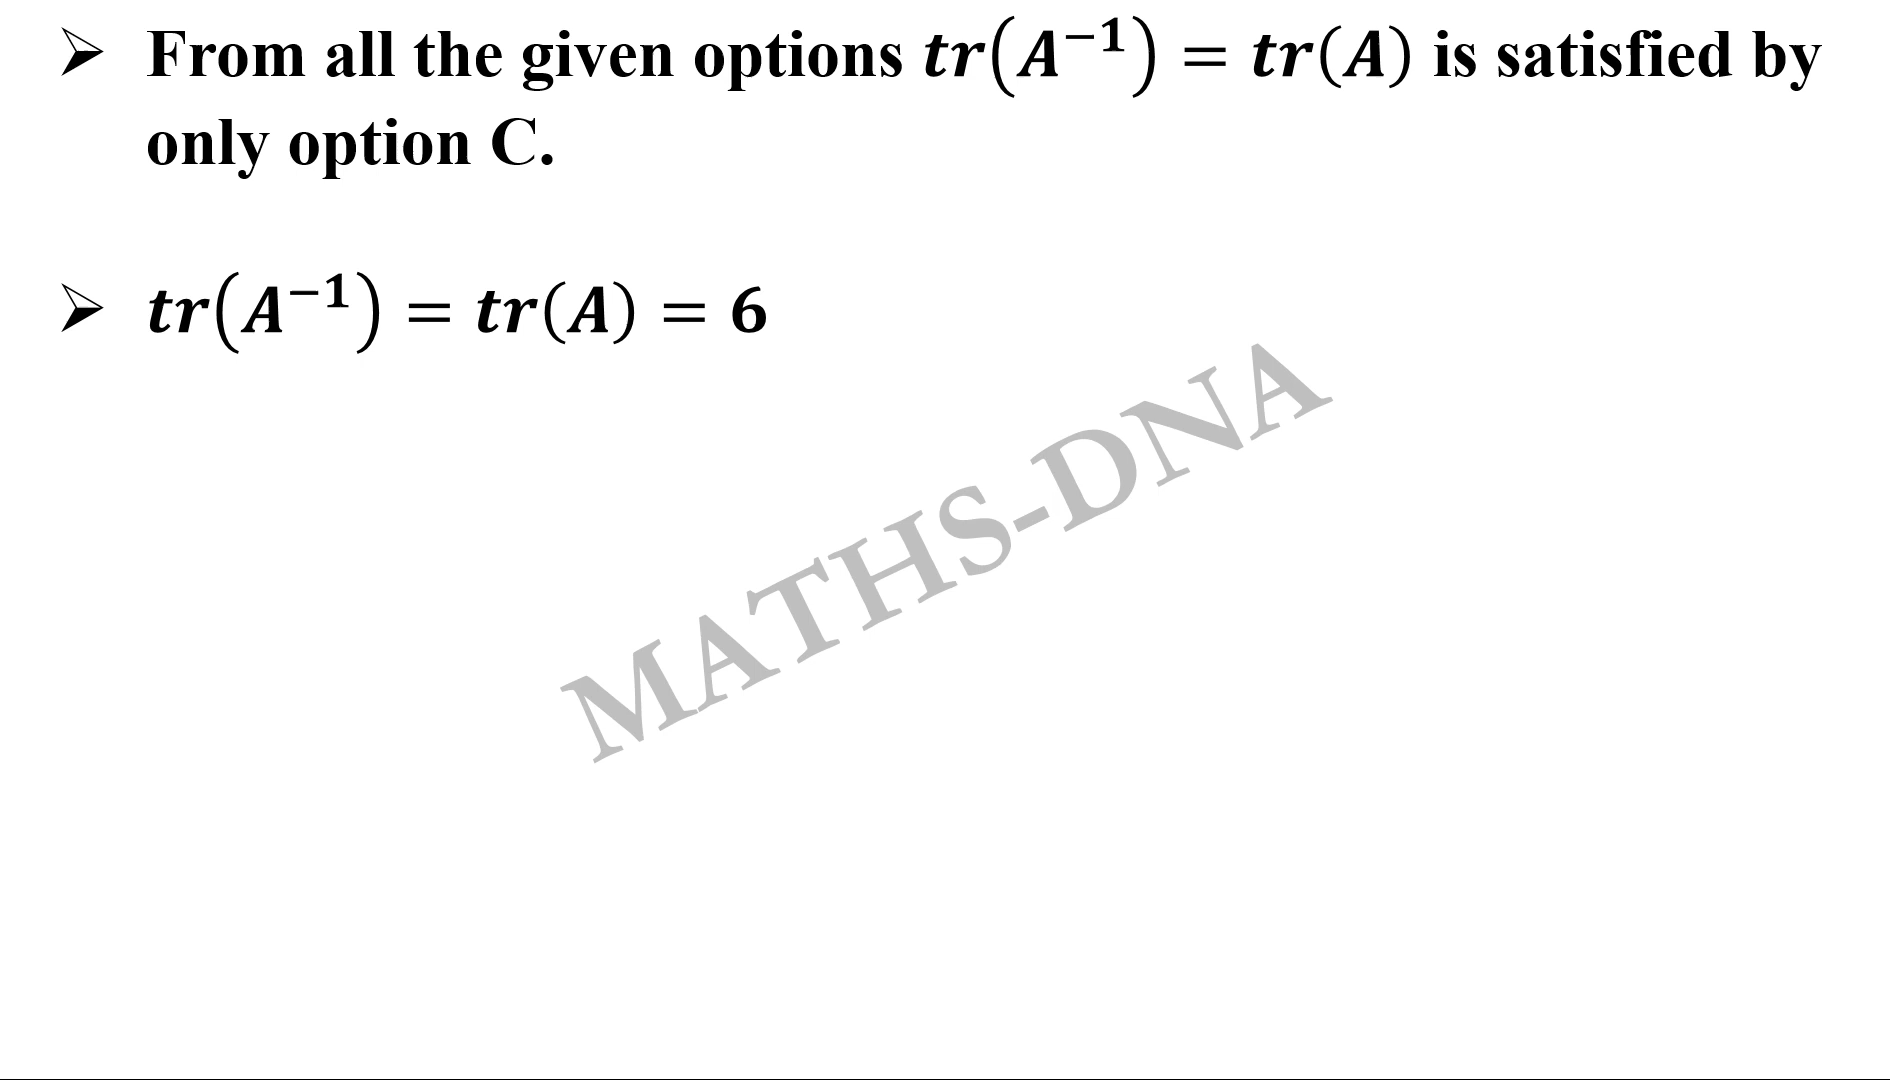 ➢ From all the given options tr(A⁻¹) = tr(A) is satisfied by
only option C.
➢ tr(A⁻¹) = tr(A) = 6
MATHS-DNA